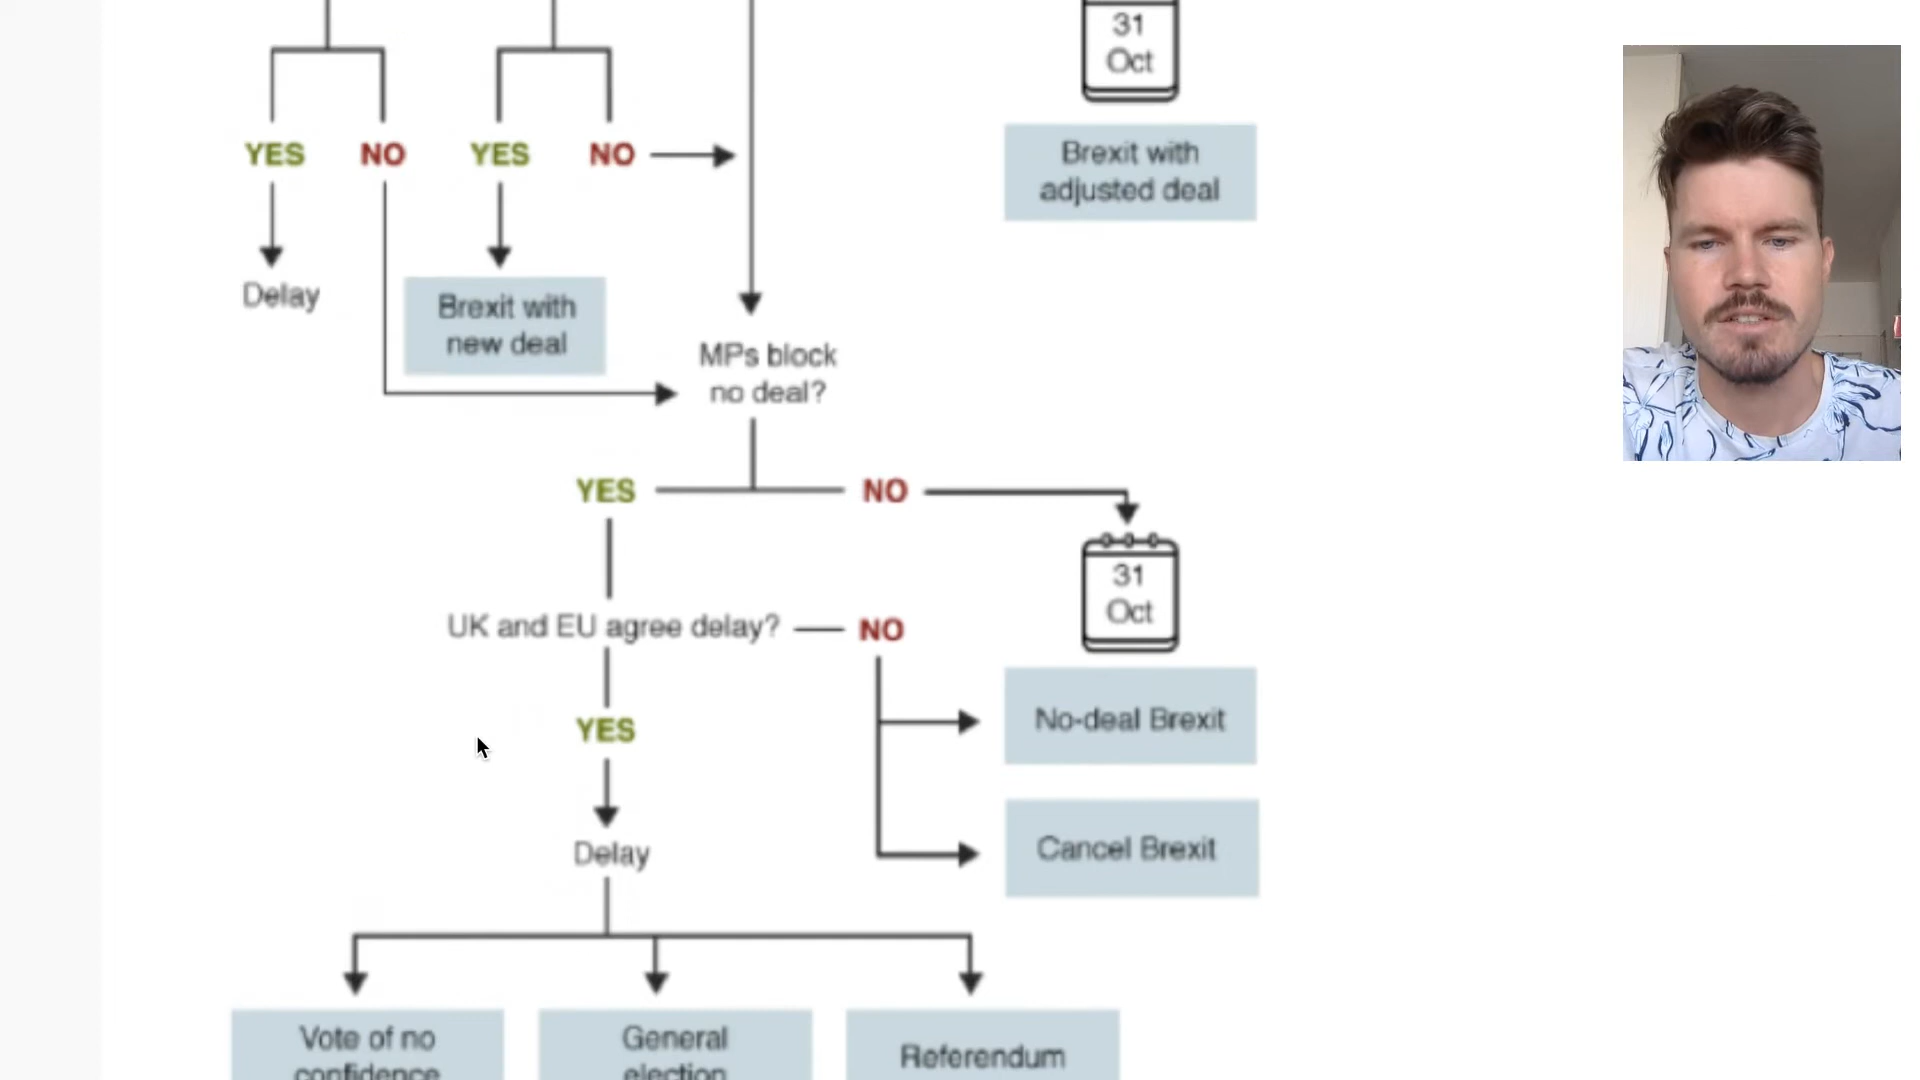 31
Oct
Brexit with
adjusted deal
YES
NO
YES
NO
Delay
Brexit with
new deal
MPs block
no deal?
YES
NO
31
Oct
UK and EU agree delay?
NO
No-deal Brexit
YES
Cancel Brexit
Delay
Vote of no
confidence
General
election
Referendum